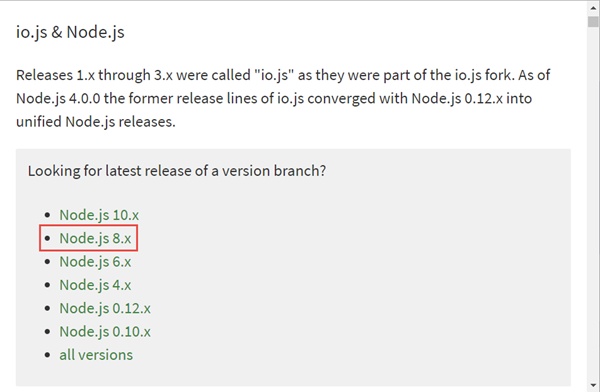 io.js & Node.js
Releases 1.x through 3.x were called "io.js" as they were part of the io.js fork. As of
Node.js 4.0.0 the former release lines of io.js converged with Node.js 0.12.x into
unified Node.js releases.
Looking for latest release of a version branch?
Node.js 10.x
Node.js 8.x
Node.js 6.x
Node.js 4.x
Node.js 0.12.x
Node.js 0.10.x
all versions